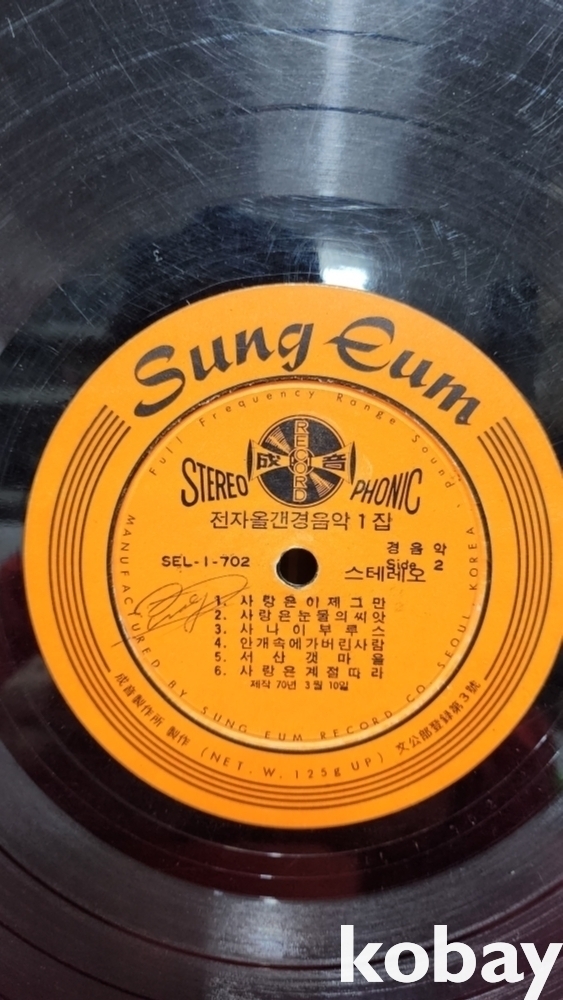 Sung Eum
Full Frequency Range Sound
RECORD
成音
STEREO PHONIC
전자올갠경음악 1 집
SEL-1-702
경음악
Side 2
스테레오
1. 사랑은이제그만
2. 사랑은눈물의씨앗
3. 사나이부루스
4. 안개속에가버린사람
5. 서산갯마을
6. 사랑은계절따라
제작 70년 3월 10일
MANUFACTURED BY SUNG EUM RECORD CO. SEOUL KOREA
成音製作所 製作 (NET. W. 125g UP) 文公部登録第3號
kobay